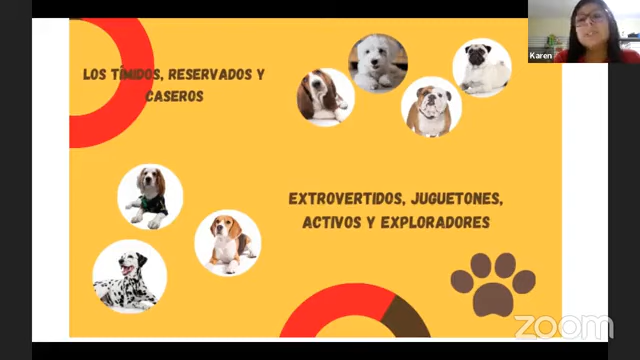 LOS TÍMIDOS, RESERVADOS Y
CASEROS
Karen
EXTROVERTIDOS, JUGUETONES,
ACTIVOS Y EXPLORADORES
zoom